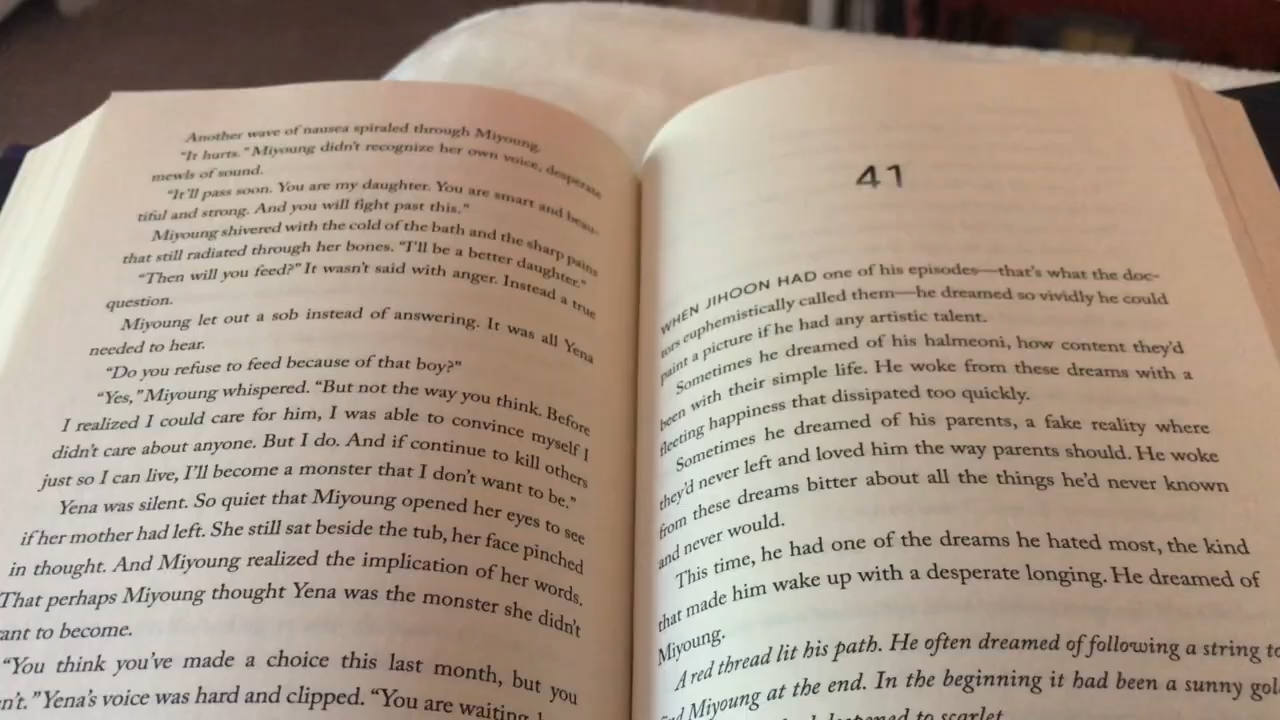 Another wave of nausea spiraled through Miyoung.
"It hurts." Miyoung didn't recognize her own voice, desperate
mewls of sound.
"It'll pass soon. You are my daughter. You are smart and beau-
tiful and strong. And you will fight past this."
Miyoung shivered with the cold of the bath and the sharp pains
that still radiated through her bones. "I'll be a better daughter."
"Then will you feed?" It wasn't said with anger. Instead a true
question.
Miyoung let out a sob instead of answering. It was all Yena
needed to hear.
"Do you refuse to feed because of that boy?"
"Yes," Miyoung whispered. "But not the way you think. Before
I realized I could care for him, I was able to convince myself I
didn't care about anyone. But I do. And if continue to kill others
just so I can live, I'll become a monster that I don't want to be."
Yena was silent. So quiet that Miyoung opened her eyes to see
if her mother had left. She still sat beside the tub, her face pinched
in thought. And Miyoung realized the implication of her words.
That perhaps Miyoung thought Yena was the monster she didn't
ant to become.
"You think you've made a choice this last month, but you
n't." Yena's voice was hard and clipped. "You are waiting
41
WHEN JIHOON HAD one of his episodes—that's what the doc-
tors euphemistically called them—he dreamed so vividly he could
paint a picture if he had any artistic talent.
Sometimes he dreamed of his halmeoni, how content they'd
been with their simple life. He woke from these dreams with a
fleeting happiness that dissipated too quickly.
Sometimes he dreamed of his parents, a fake reality where
they'd never left and loved him the way parents should. He woke
from these dreams bitter about all the things he'd never known
and never would.
This time, he had one of the dreams he hated most, the kind
that made him wake up with a desperate longing. He dreamed of
Miyoung.
A red thread lit his path. He often dreamed of following a string to
Miyoung at the end. In the beginning it had been a sunny gol
to scarlet